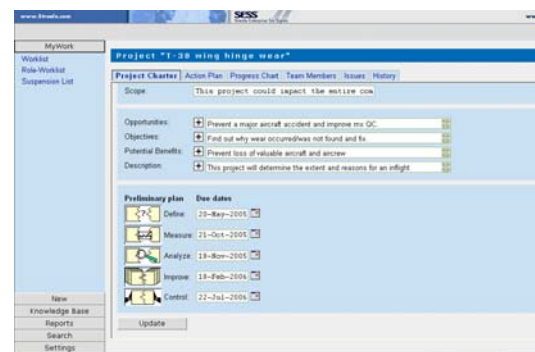 www.Stroolo.com
SESS
MyWork
Worklist
Role-Worklist
Suspension List
Project "T-38 wing hinge wear"
Project Charter Action Plan Progress Chart Team Members Issues History
Scope: This project could impact the entire com
Opportunities: Prevent a major aircraft accident and improve mx QC.
Objectives: Find out why wear occurred/was not found and fix.
Potential Benefits: Prevent loss of valuable aircraft and aircrew
Description: This project will determine the extent and reasons for an inflight
Preliminary plan Due dates
Define: 20-May-2005
Measure: 21-Oct-2005
Analyze: 18-Nov-2005
Improve: 18-Feb-2006
Control: 22-Jul-2006
New
Knowledge Base
Reports
Search
Settings
Update